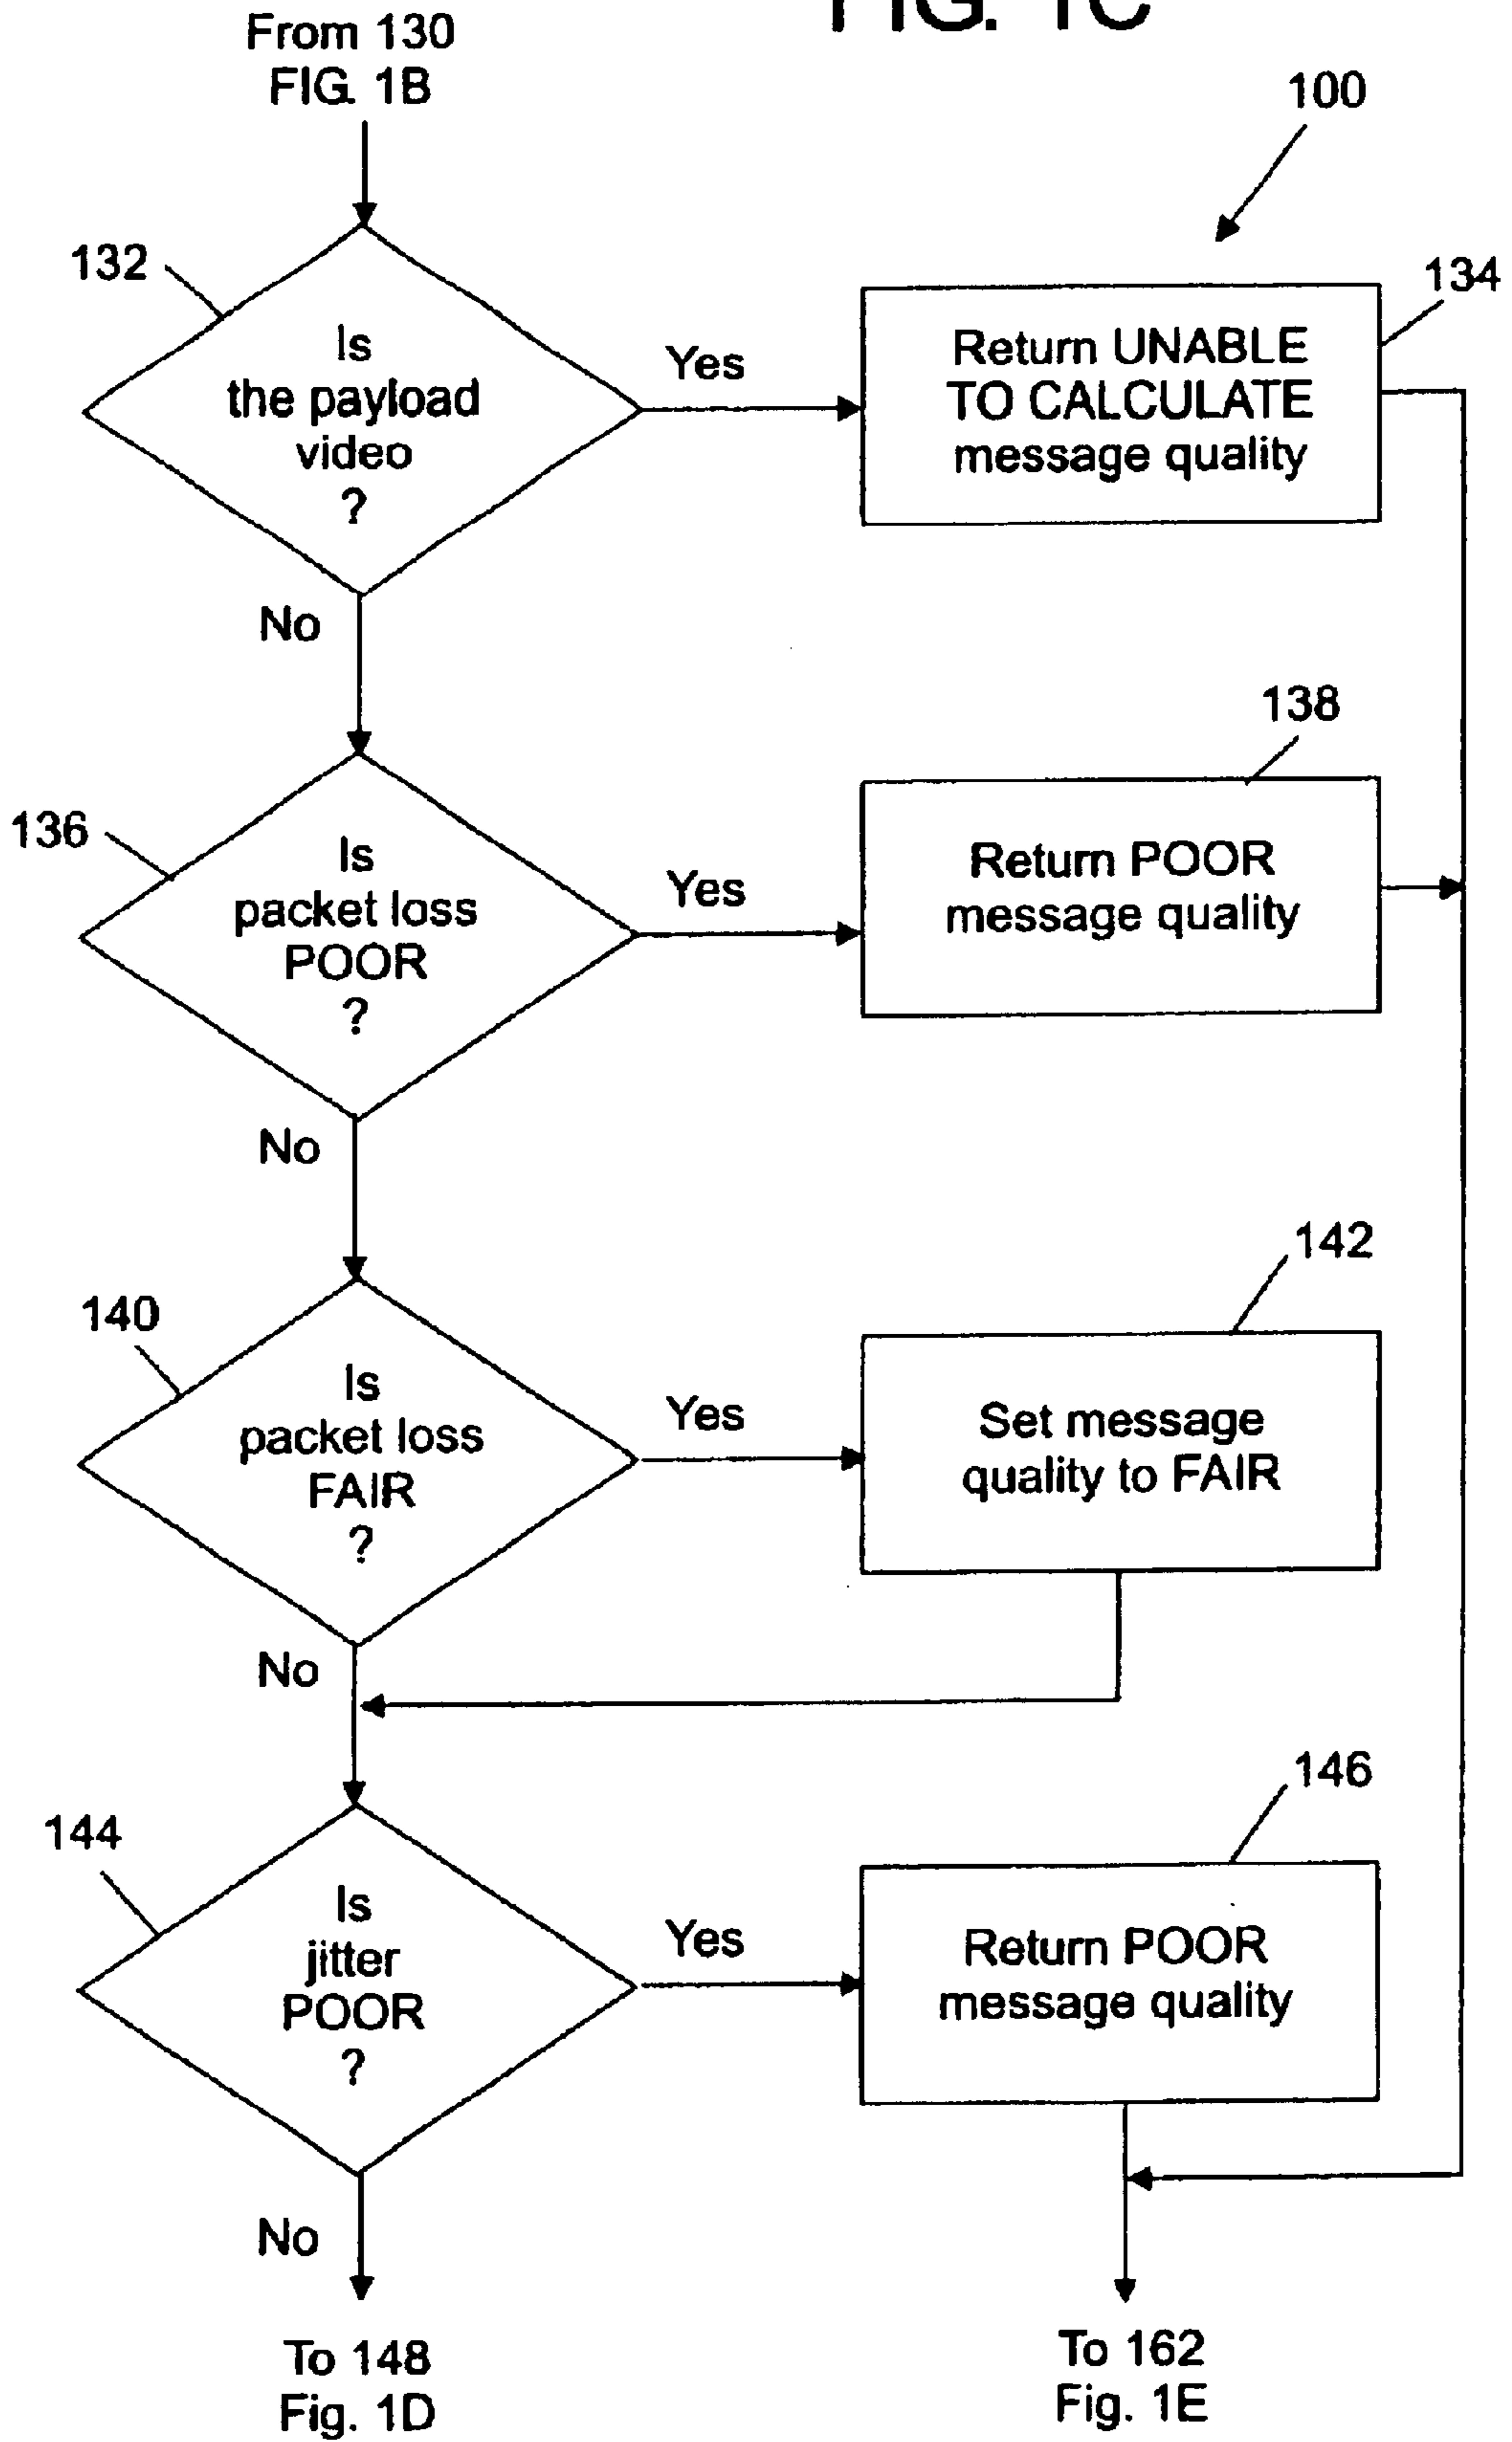 FIG. 1C
From 130
FIG. 1B
100
132
Is
the payload
video
?
Yes
134
Return UNABLE
TO CALCULATE
message quality
No
136
Is
packet loss
POOR
?
Yes
138
Return POOR
message quality
No
140
Is
packet loss
FAIR
?
Yes
142
Set message
quality to FAIR
No
144
Is
jitter
POOR
?
Yes
146
Return POOR
message quality
No
To 148
Fig. 1D
To 162
Fig. 1E